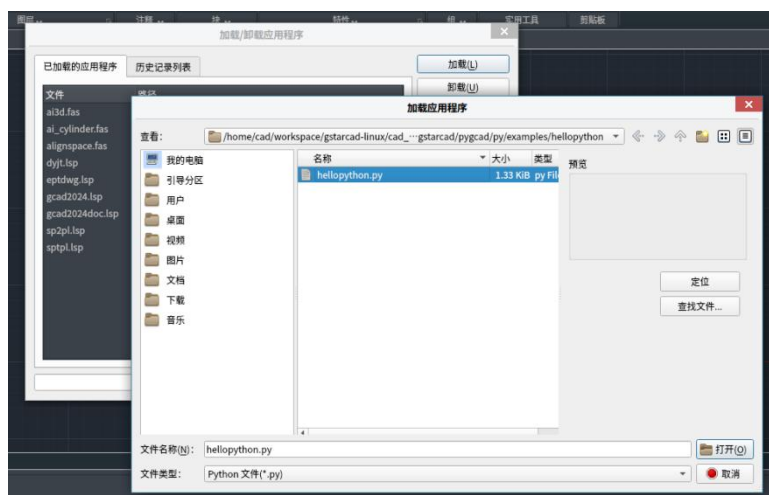 图层
注释
块
特性
组
实用工具
剪贴板
加载/卸载应用程序
已加载的应用程序
历史记录列表
加载(L)
卸载(U)
文件
路径
ai3d.fas
ai_cylinder.fas
alignspace.fas
dyjt.lsp
eptdwg.lsp
gcad2024.lsp
gcad2024doc.lsp
sp2pl.lsp
sptpl.lsp
加载应用程序
查看:
/home/cad/workspace/gstarcad-linux/cad_···gstarcad/pygcad/py/examples/hellopython
我的电脑
引导分区
用户
桌面
视频
图片
文档
下载
音乐
名称 大小 类型
hellopython.py 1.33 KiB py Fil
预览
定位
查找文件...
文件名称(N): hellopython.py
打开(O)
文件类型: Python 文件(*.py)
取消